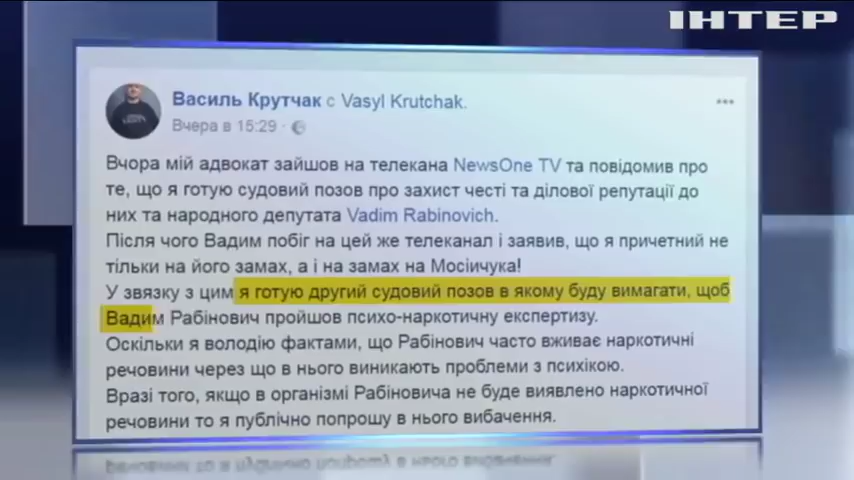 ІНТЕР
Василь Крутчак с Vasyl Krutchak.
Вчера в 15:29 ·
Вчора мій адвокат зайшов на телекана NewsOne TV та повідомив про
те, що я готую судовий позов про захист честі та ділової репутації до
них та народного депутата Vadim Rabinovich.
Після чого Вадим побіг на цей же телеканал і заявив, що я причетний не
тільки на його замах, а і на замах на Мосійчука!
У звязку з цим я готую другий судовий позов в якому буду вимагати, щоб
Вадим Рабінович пройшов психо-наркотичну експертизу.
Оскільки я володію фактами, що Рабінович часто вживає наркотичні
речовини через що в нього виникають проблеми з психікою.
Вразі того, якщо в організмі Рабіновича не буде виявлено наркотичної
речовини то я публічно попрошу в нього вибачення.